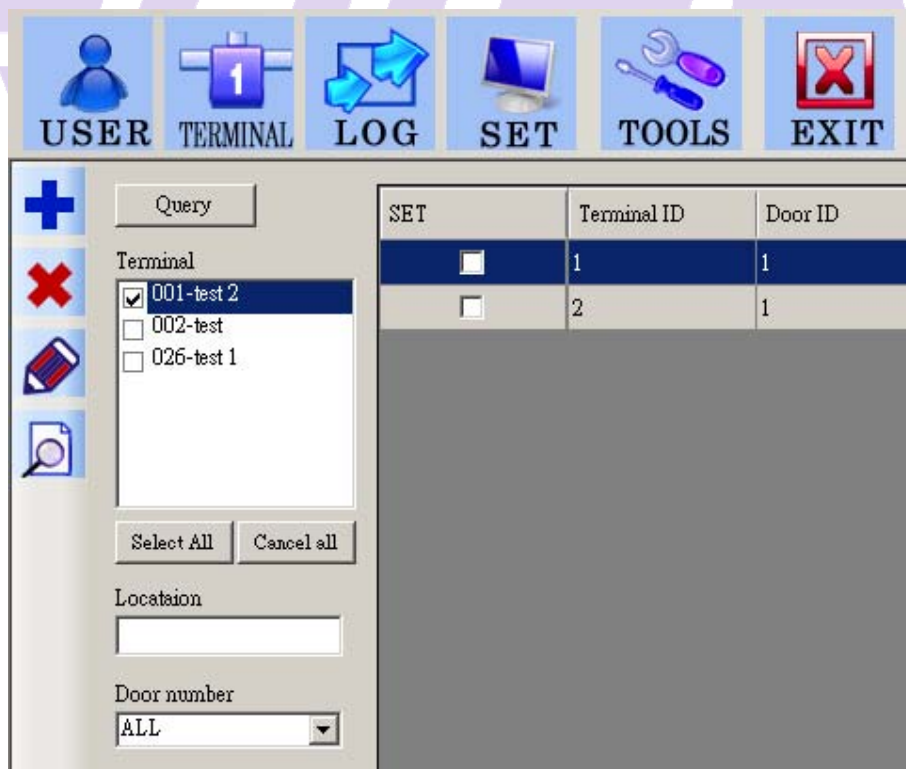 USER TERMINAL LOG SET TOOLS EXIT
1
Query
SET Terminal ID Door ID
1 1
2 1
Terminal
001-test 2
002-test
026-test 1
Select All Cancel all
Locataion
Door number
ALL